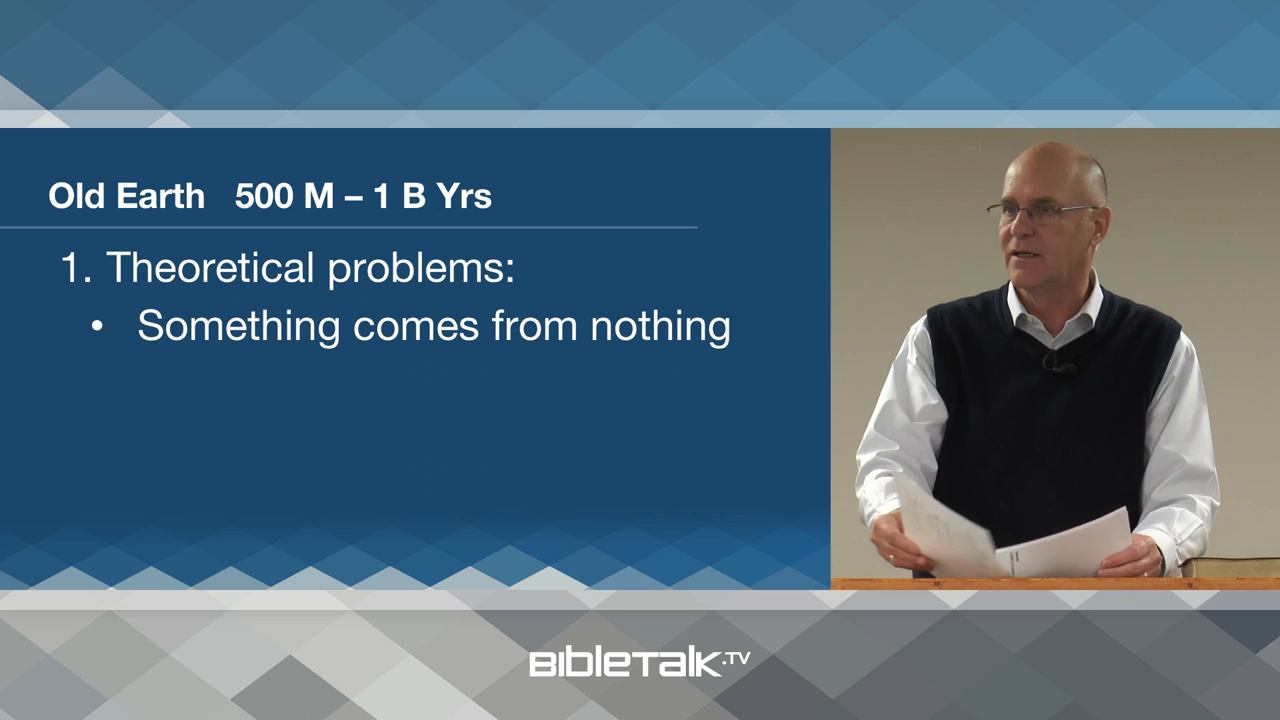 Old Earth 500 M – 1 B Yrs
1. Theoretical problems:
• Something comes from nothing
BIBLETALK.TV